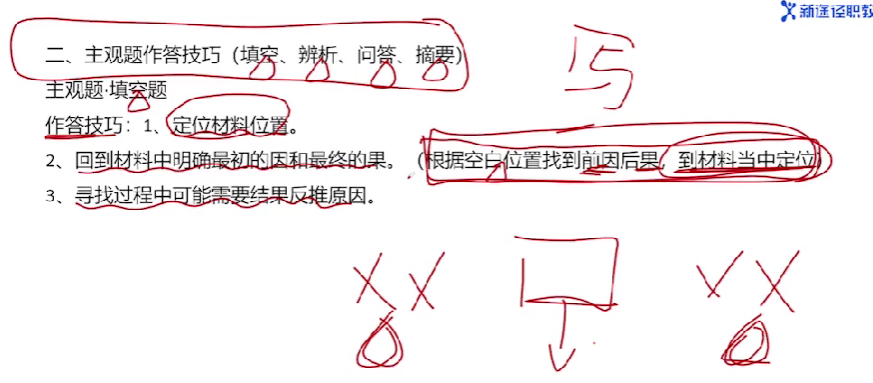 新途径职教
二、主观题作答技巧（填空、辨析、问答、摘要）
15
主观题·填空题
作答技巧：1、定位材料位置。
2、回到材料中明确最初的因和最终的果。（根据空白位置找到前因后果，到材料当中定位）
3、寻找过程中可能需要结果反推原因。